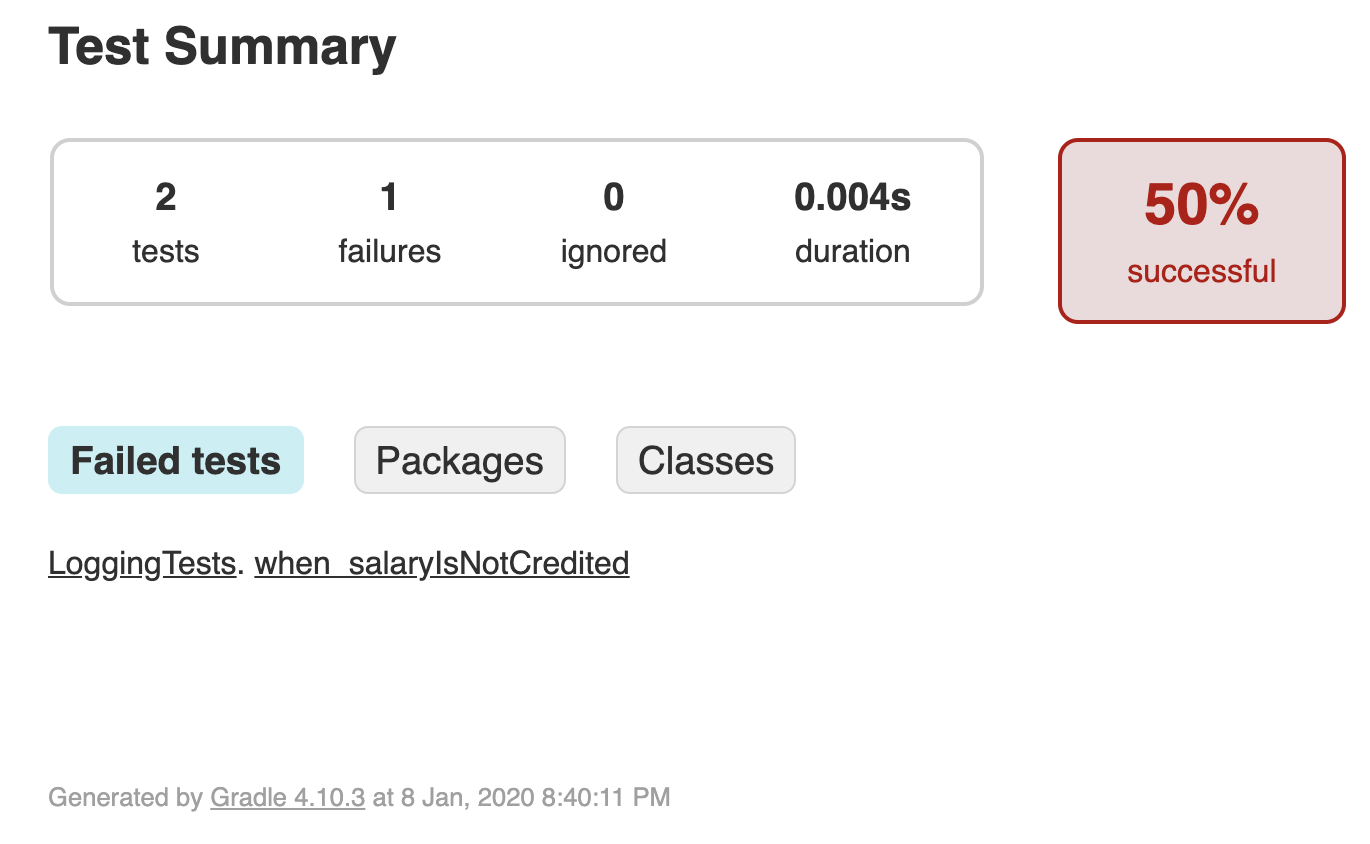 Test Summary
2 1 0 0.004s
tests failures ignored duration
50%
successful
Failed tests Packages Classes
LoggingTests. when_salaryIsNotCredited
Generated by Gradle 4.10.3 at 8 Jan, 2020 8:40:11 PM